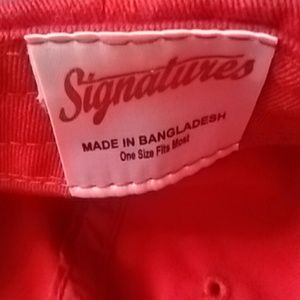 Signatures
MADE IN BANGLADESH
One Size Fits Most